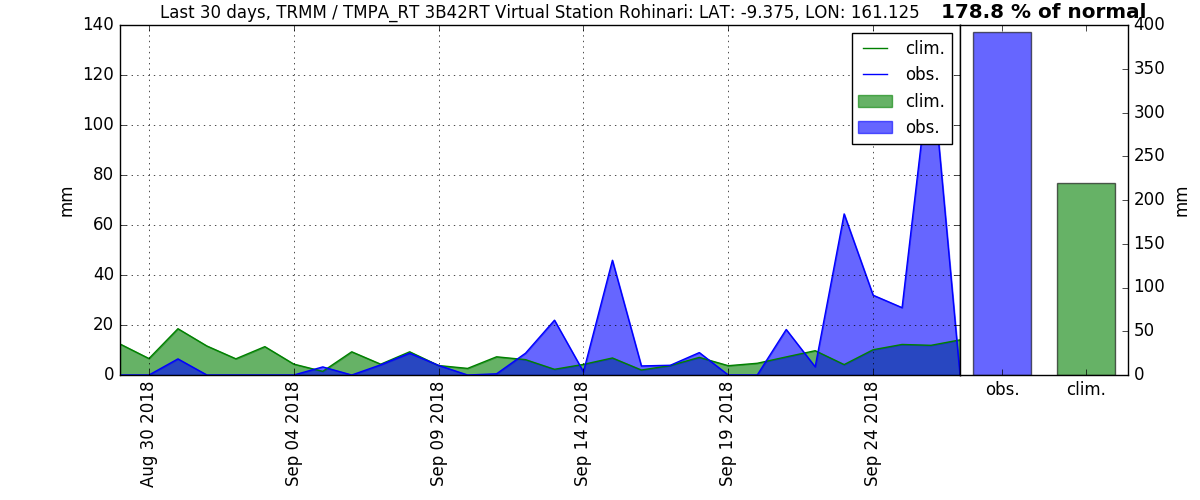 Last 30 days, TRMM / TMPA_RT 3B42RT Virtual Station Rohinari: LAT: -9.375, LON: 161.125
178.8 % of normal
140
120
100
80
60
40
20
0
mm
clim.
obs.
clim.
obs.
Aug 30 2018
Sep 04 2018
Sep 09 2018
Sep 14 2018
Sep 19 2018
Sep 24 2018
400
350
300
250
200
150
100
50
0
mm
obs.
clim.